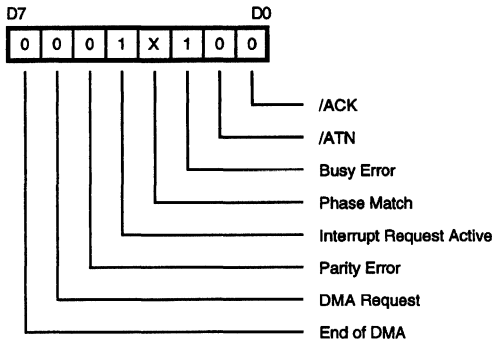 D7 D0
0 0 0 1 X 1 0 0
/ACK
/ATN
Busy Error
Phase Match
Interrupt Request Active
Parity Error
DMA Request
End of DMA